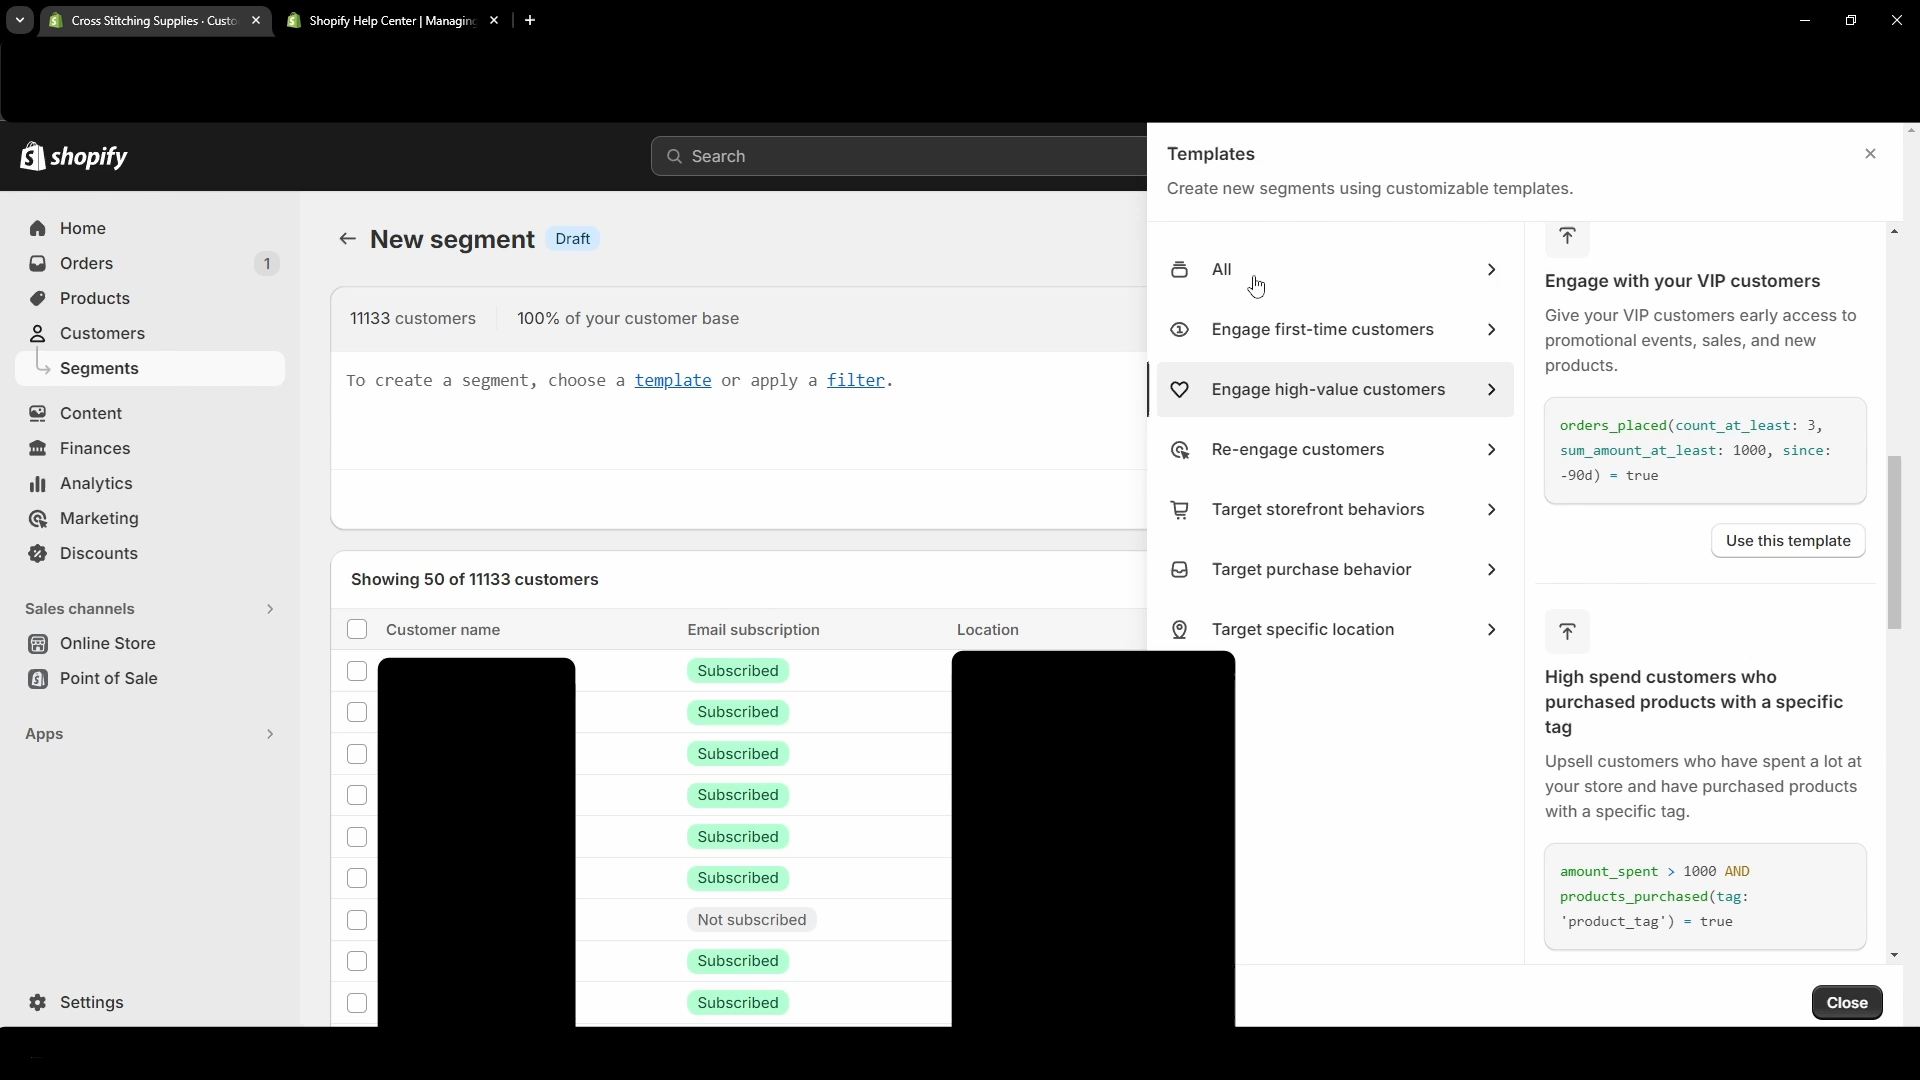 Cross Stitching Supplies · Custo
Shopify Help Center | Managing
shopify
Search
Home
Orders
1
Products
Customers
Segments
Content
Finances
Analytics
Marketing
Discounts
Sales channels
Online Store
Point of Sale
Apps
Settings
New segment
Draft
11133 customers
100% of your customer base
To create a segment, choose a template or apply a filter.
Showing 50 of 11133 customers
Customer name
Email subscription
Location
Subscribed
Subscribed
Subscribed
Subscribed
Subscribed
Subscribed
Not subscribed
Subscribed
Subscribed
Templates
Create new segments using customizable templates.
All
Engage first-time customers
Engage high-value customers
Re-engage customers
Target storefront behaviors
Target purchase behavior
Target specific location
Engage with your VIP customers
Give your VIP customers early access to
promotional events, sales, and new
products.
orders_placed(count_at_least: 3,
sum_amount_at_least: 1000, since:
-90d) = true
Use this template
High spend customers who
purchased products with a specific
tag
Upsell customers who have spent a lot at
your store and have purchased products
with a specific tag.
amount_spent > 1000 AND
products_purchased(tag:
'product_tag') = true
Close